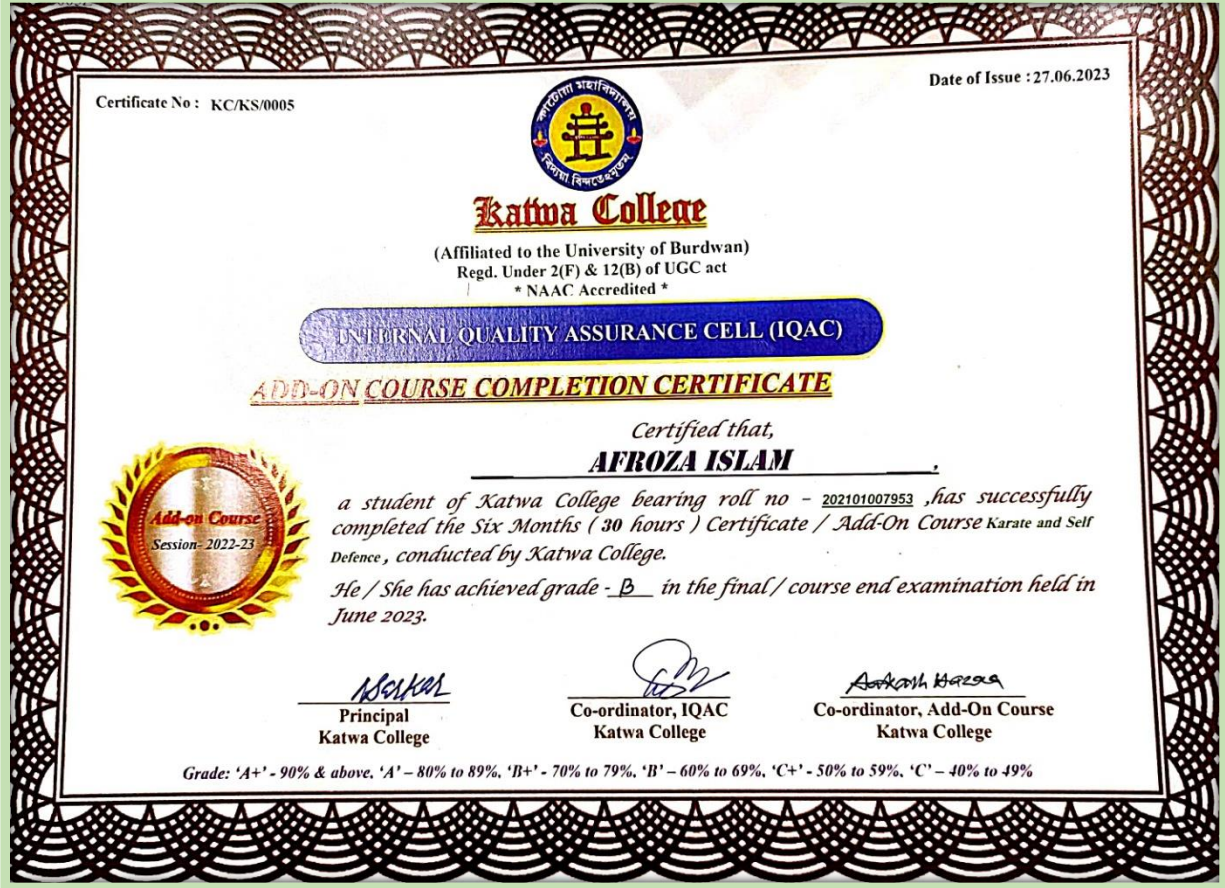 Certificate No : KC/KS/0005
Date of Issue : 27.06.2023
কাটোয়া মহাবিদ্যালয়
Katwa College
(Affiliated to the University of Burdwan)
Regd. Under 2(F) & 12(B) of UGC act
* NAAC Accredited *
INTERNAL QUALITY ASSURANCE CELL (IQAC)
ADD-ON COURSE COMPLETION CERTIFICATE
Certified that,
AFROZA ISLAM ,
Add-on Course
Session- 2022-23
a student of Katwa College bearing roll no – 202101007953 ,has successfully
completed the Six Months ( 30 hours ) Certificate / Add-On Course Karate and Self
Defence , conducted by Katwa College.
He / She has achieved grade - B in the final / course end examination held in
June 2023.
Aakash Hazra
Principal
Katwa College
Co-ordinator, IQAC
Katwa College
Co-ordinator, Add-On Course
Katwa College
Grade: ‘A+’ - 90% & above, ‘A’ – 80% to 89%, ‘B+’ - 70% to 79%, ‘B’ – 60% to 69%, ‘C+’ - 50% to 59%, ‘C’ – 40% to 49%